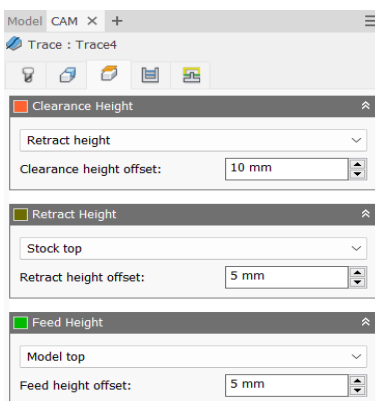 Model CAM
Trace : Trace4
Clearance Height
Retract height
Clearance height offset: 10 mm
Retract Height
Stock top
Retract height offset: 5 mm
Feed Height
Model top
Feed height offset: 5 mm